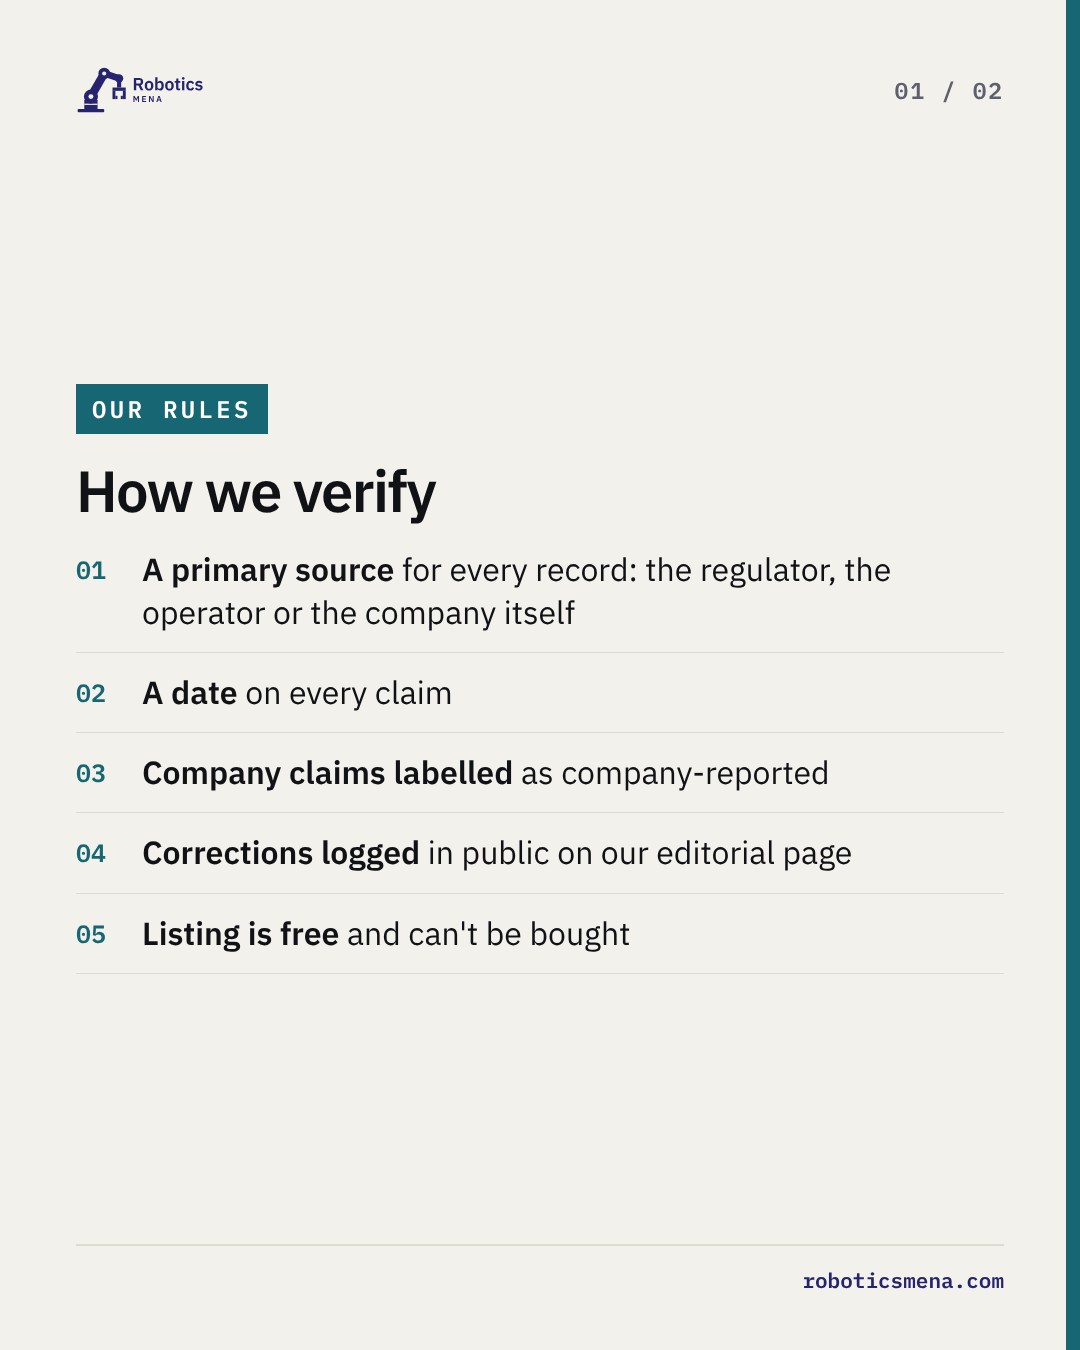 Robotics
MENA
01 / 02
OUR RULES
How we verify
01 A primary source for every record: the regulator, the
operator or the company itself
02 A date on every claim
03 Company claims labelled as company-reported
04 Corrections logged in public on our editorial page
05 Listing is free and can't be bought
roboticsmena.com